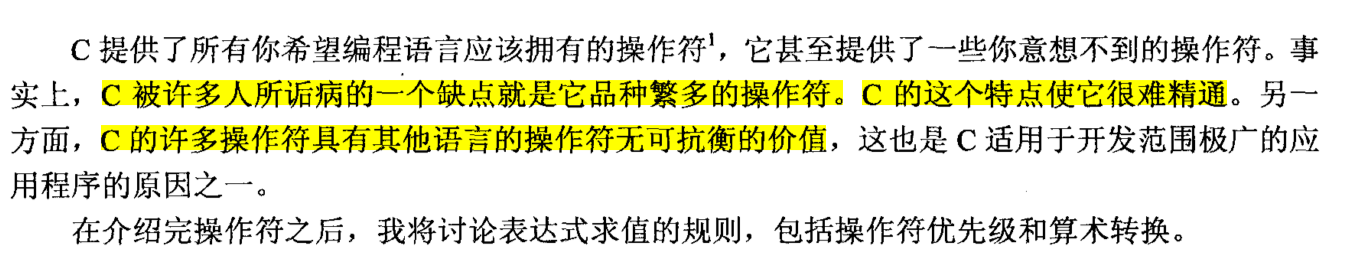 C 提供了所有你希望编程语言应该拥有的操作符¹，它甚至提供了一些你意想不到的操作符。事
实上，C 被许多人所诟病的一个缺点就是它品种繁多的操作符。C 的这个特点使它很难精通。另一
方面，C 的许多操作符具有其他语言的操作符无可抗衡的价值，这也是 C 适用于开发范围极广的应
用程序的原因之一。
在介绍完操作符之后，我将讨论表达式求值的规则，包括操作符优先级和算术转换。